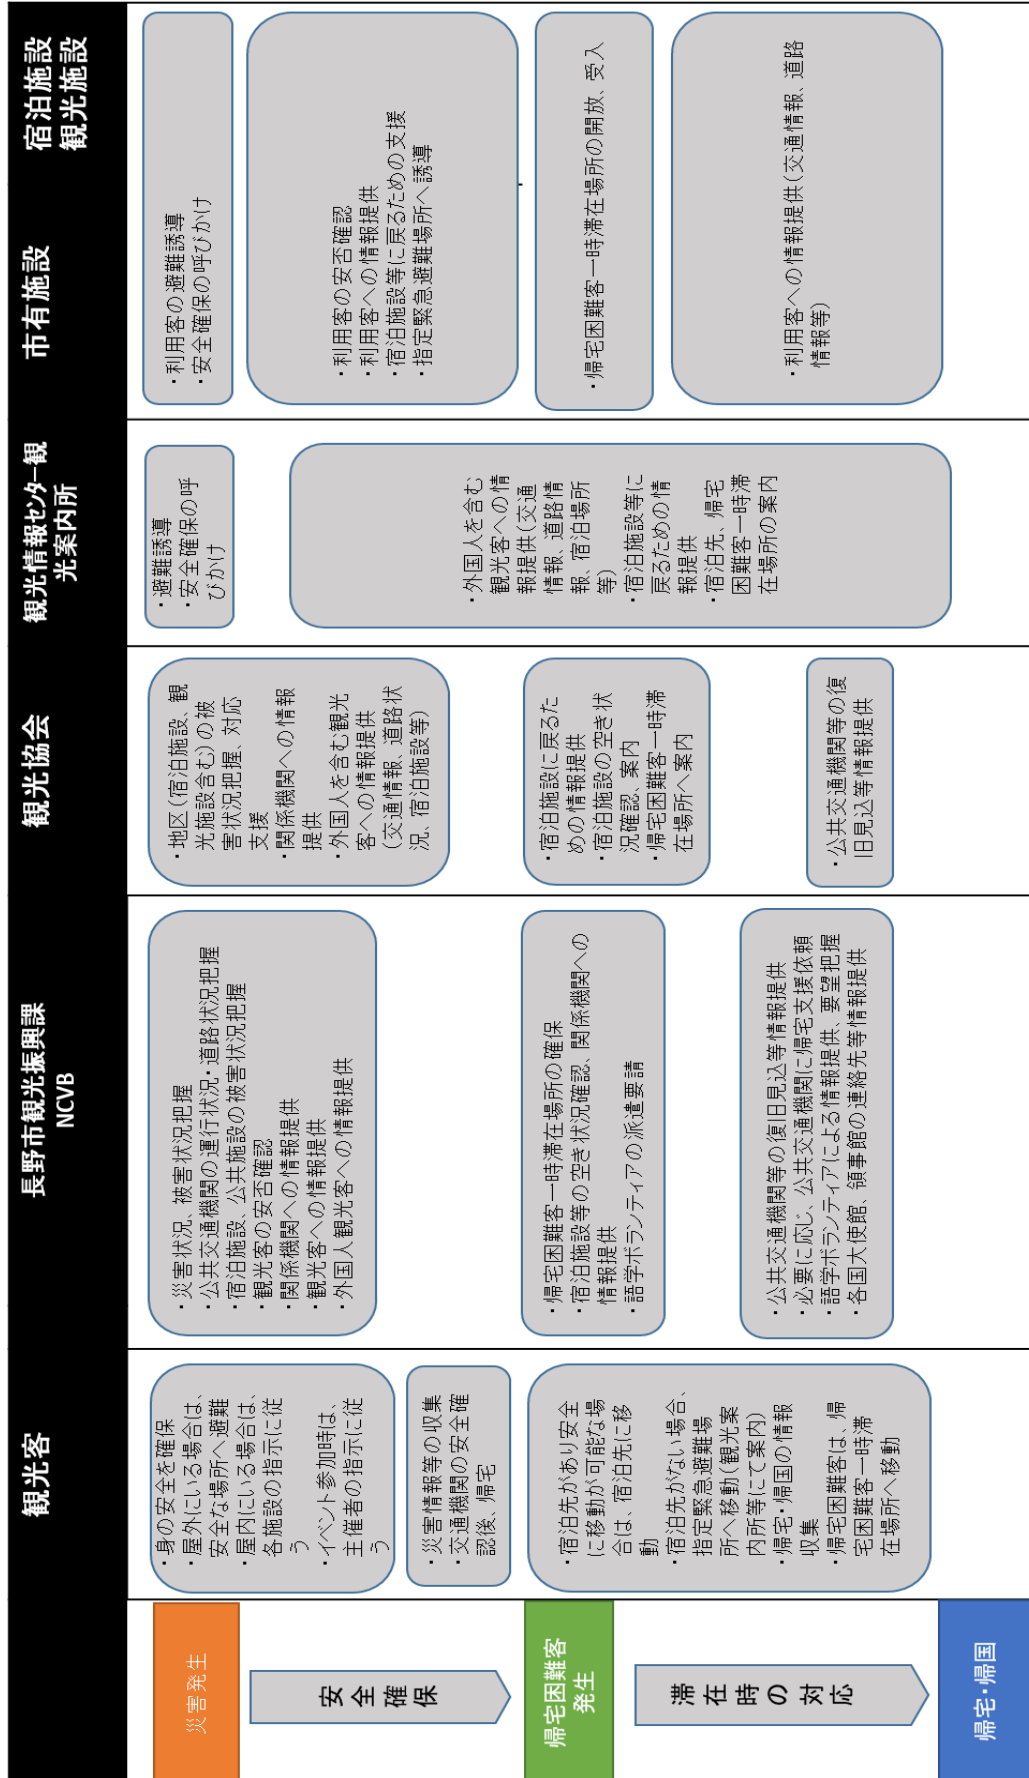 観光客
長野市観光振興課
NCVB
観光協会
観光情報センター観
光案内所
市有施設
宿泊施設
観光施設
災害発生
安全確保
帰宅困難客
発生
滞在時の対応
帰宅・帰国
・身の安全を確保
・屋外にいる場合は、
安全な場所へ避難
・屋内にいる場合は、
各施設の指示に従
う
・イベント参加時は、
主催者の指示に従
う
・災害情報等の収集
・交通機関の安全確
認後、帰宅
・宿泊先があり安全
に移動が可能な場
合は、宿泊先に移
動
・宿泊先がない場合、
指定緊急避難場
所へ移動(観光案
内所等にて案内)
・帰宅・帰国の情報
収集
・帰宅困難客は、帰
宅困難客一時滞
在場所へ移動
・災害状況、被害状況把握
・公共交通機関の運行状況・道路状況把握
・宿泊施設、公共施設の被害状況把握
・観光客の安否確認
・関係機関への情報提供
・観光客への情報提供
・外国人観光客への情報提供
・帰宅困難客一時滞在場所の確保
・宿泊施設等の空き状況確認、関係機関への
情報提供
・語学ボランティアの派遣要請
・公共交通機関等の復旧見込等情報提供
・必要に応じ、公共交通機関に帰宅支援依頼
・語学ボランティアによる情報提供、要望把握
・各国大使館、領事館の連絡先等情報提供
・地区(宿泊施設、観
光施設含む)の被
害状況把握、対応
支援
・関係機関への情報
提供
・外国人を含む観光
客への情報提供
(交通情報、道路状
況、宿泊施設等)
・宿泊施設に戻るた
めの情報提供
・宿泊施設の空き状
況確認、案内
・帰宅困難客一時滞
在場所へ案内
・公共交通機関等の復
旧見込等情報提供
・避難誘導
・安全確保の呼
びかけ
・外国人を含む
観光客への情
報提供(交通
情報、道路情
報、宿泊場所
等)
・宿泊施設等に
戻るための情
報提供
・宿泊先、帰宅
困難客一時滞
在場所の案内
・利用客の避難誘導
・安全確保の呼びかけ
・利用客の安否確認
・利用客への情報提供
・宿泊施設等に戻るための支援
・指定緊急避難場所へ誘導
・帰宅困難客一時滞在場所の開放、受入
・利用客への情報提供(交通情報、道路
情報等)